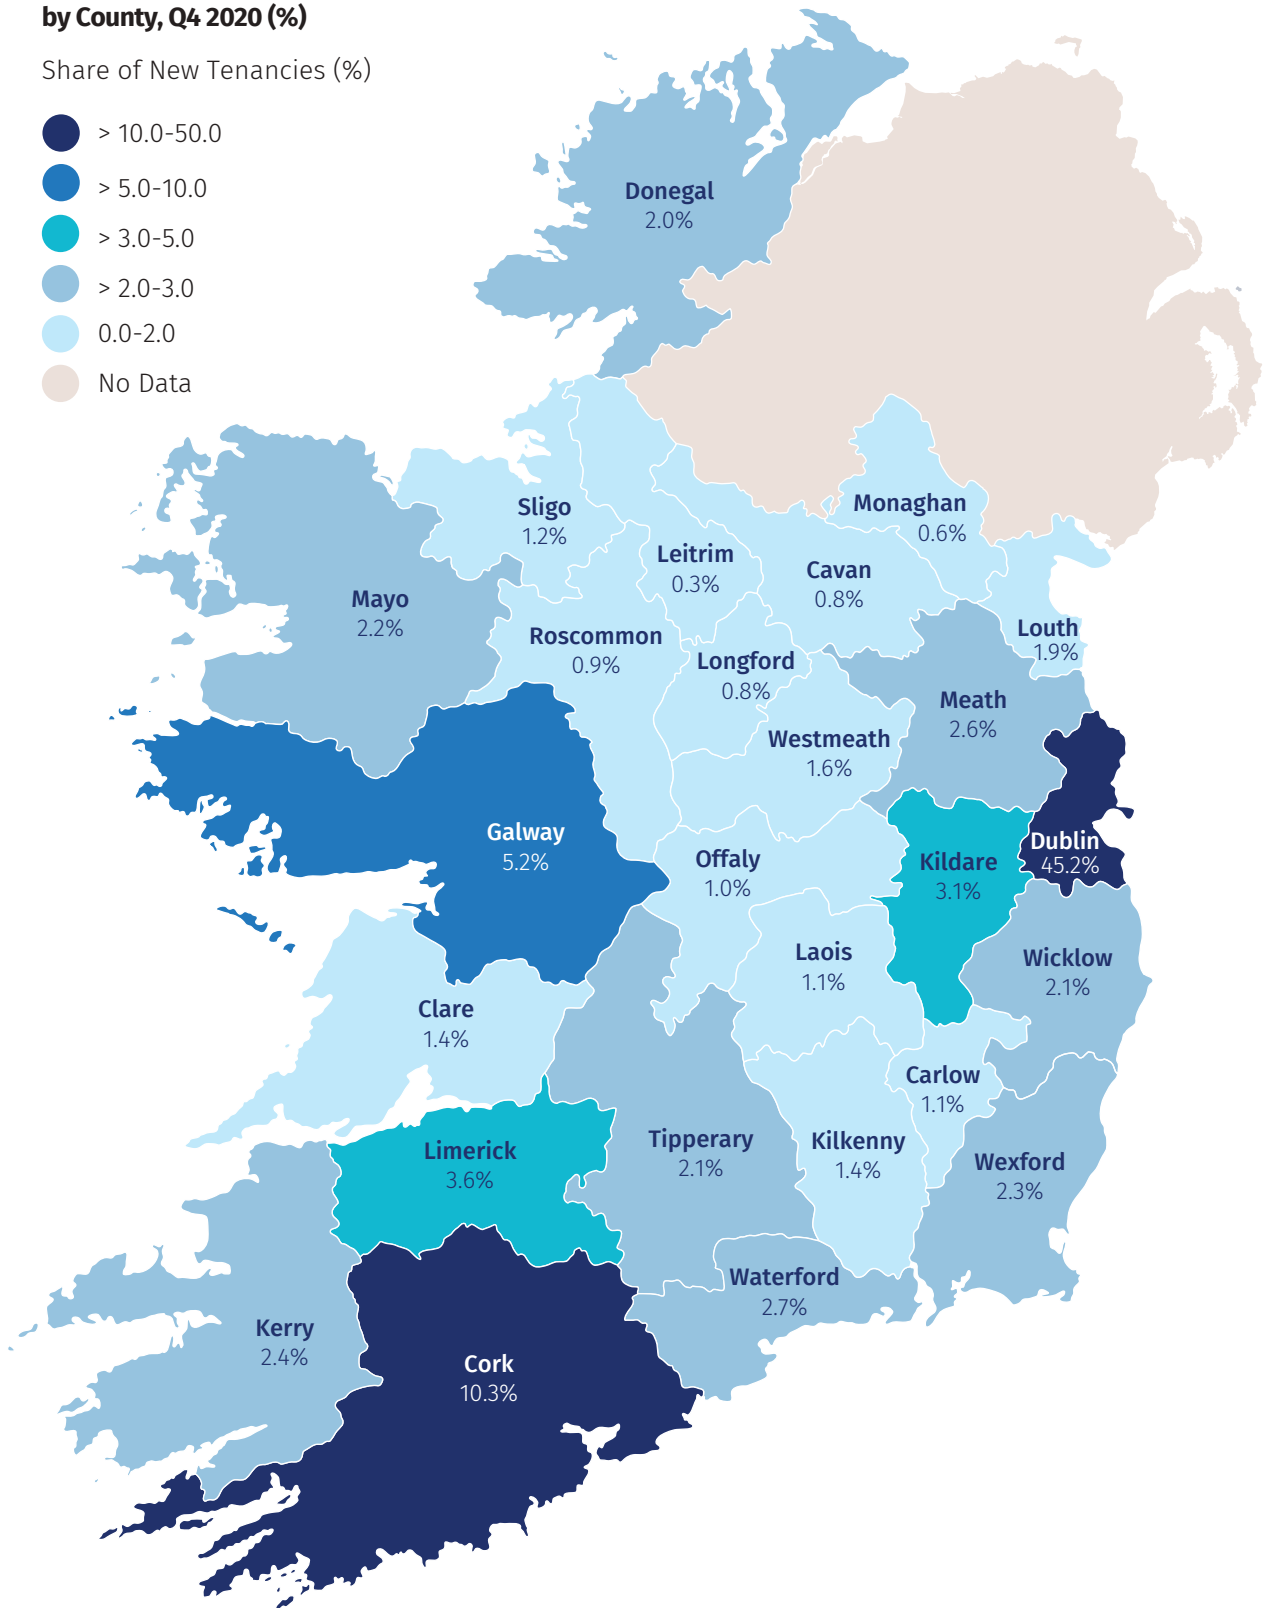 by County, Q4 2020 (%)
Share of New Tenancies (%)
> 10.0-50.0
> 5.0-10.0
> 3.0-5.0
> 2.0-3.0
0.0-2.0
No Data
Donegal
2.0%
Sligo
1.2%
Monaghan
0.6%
Leitrim
0.3%
Cavan
0.8%
Mayo
2.2%
Roscommon
0.9%
Louth
1.9%
Longford
0.8%
Meath
2.6%
Westmeath
1.6%
Galway
5.2%
Offaly
1.0%
Kildare
3.1%
Dublin
45.2%
Laois
1.1%
Wicklow
2.1%
Clare
1.4%
Carlow
1.1%
Limerick
3.6%
Tipperary
2.1%
Kilkenny
1.4%
Wexford
2.3%
Waterford
2.7%
Kerry
2.4%
Cork
10.3%